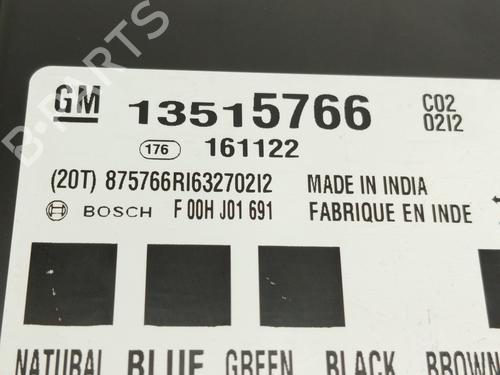 GM 13515766 C02
0212
176 161122
(20T) 875766RI63270212 MADE IN INDIA
BOSCH F 00H J01 691 FABRIQUE EN INDE
NATURAL BLUE GREEN BLACK BROWN
B-PARTS